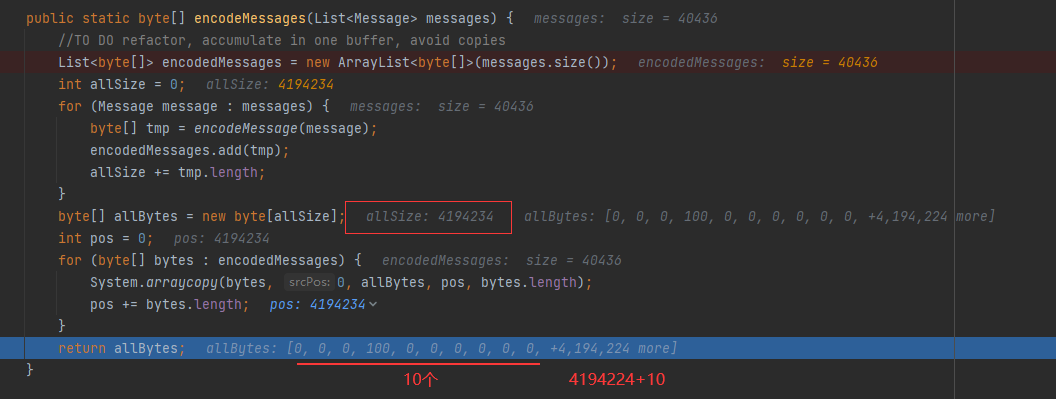 public static byte[] encodeMessages(List<Message> messages) { messages: size = 40436
//TO DO refactor, accumulate in one buffer, avoid copies
List<byte[]> encodedMessages = new ArrayList<byte[]>(messages.size()); encodedMessages: size = 40436
int allSize = 0; allSize: 4194234
for (Message message : messages) { messages: size = 40436
byte[] tmp = encodeMessage(message);
encodedMessages.add(tmp);
allSize += tmp.length;
}
byte[] allBytes = new byte[allSize]; allSize: 4194234 allBytes: [0, 0, 0, 100, 0, 0, 0, 0, 0, 0, +4,194,224 more]
int pos = 0; pos: 4194234
for (byte[] bytes : encodedMessages) { encodedMessages: size = 40436
System.arraycopy(bytes, srcPos: 0, allBytes, pos, bytes.length);
pos += bytes.length; pos: 4194234
}
return allBytes; allBytes: [0, 0, 0, 100, 0, 0, 0, 0, 0, 0, +4,194,224 more]
}
10个 4194224+10